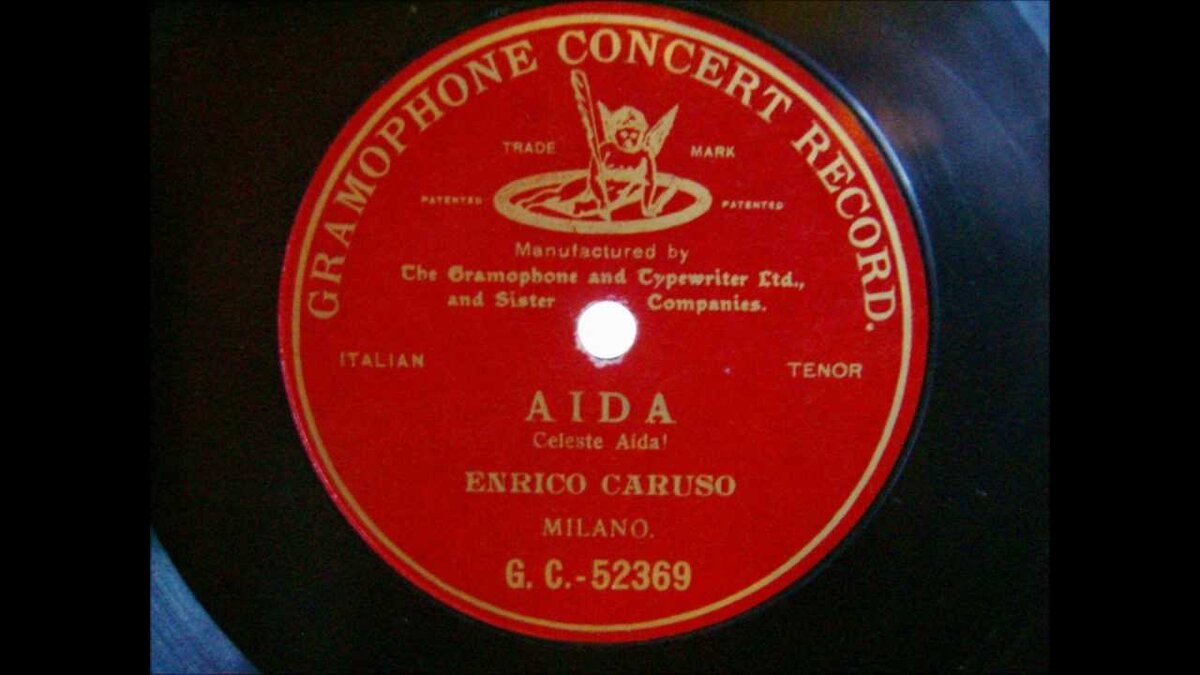 GRAMOPHONE CONCERT RECORD.
TRADE MARK
PATENTED PATENTED
Manufactured by
The Gramophone and Typewriter Ltd.,
and Sister Companies.
ITALIAN TENOR
AIDA
Celeste Aida!
ENRICO CARUSO
MILANO.
G. C.-52369